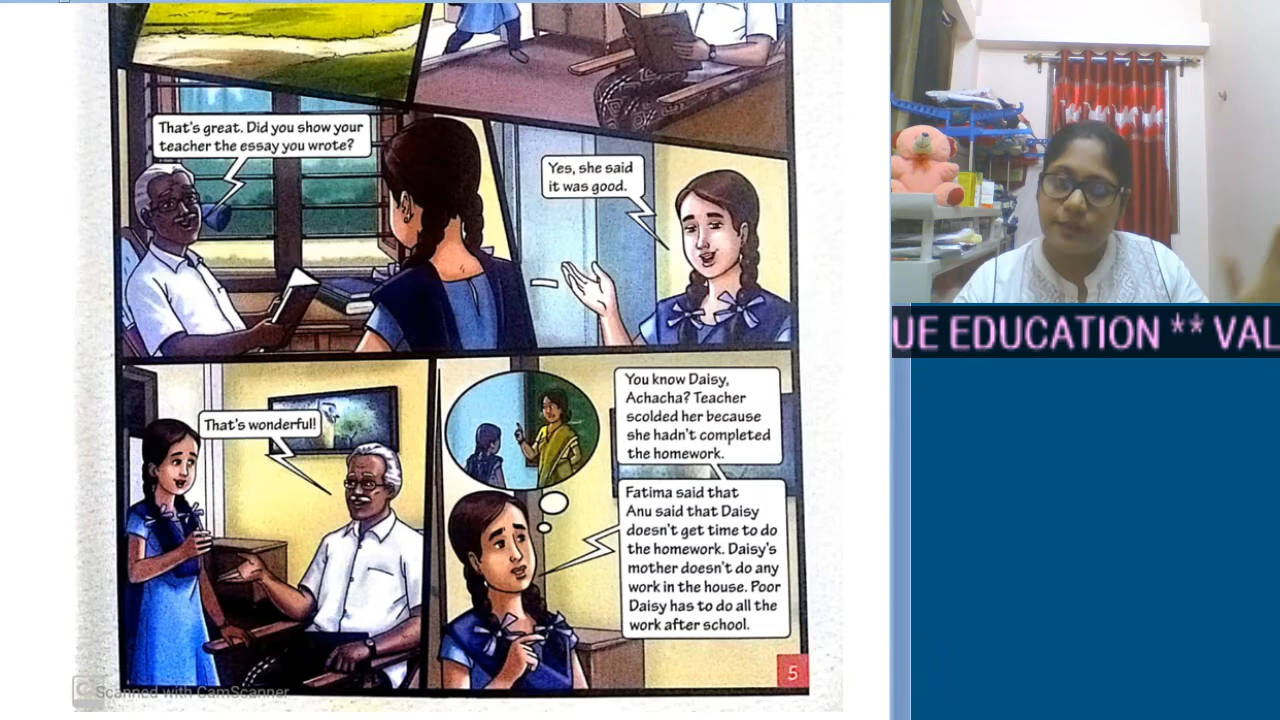 That's great. Did you show your
teacher the essay you wrote?
Yes, she said
it was good.
That's wonderful!
You know Daisy,
Achacha? Teacher
scolded her because
she hadn't completed
the homework.
Fatima said that
Anu said that Daisy
doesn't get time to do
the homework. Daisy's
mother doesn't do any
work in the house. Poor
Daisy has to do all the
work after school.
5
Scanned with CamScanner
UE EDUCATION ** VAL